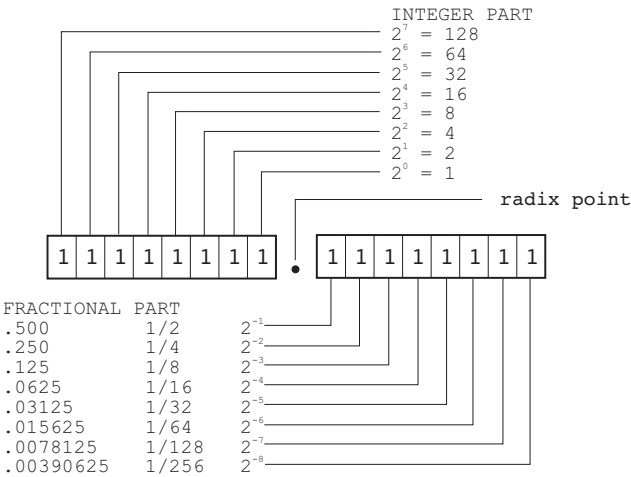 INTEGER PART
2⁷ = 128
2⁶ = 64
2⁵ = 32
2⁴ = 16
2³ = 8
2² = 4
2¹ = 2
2⁰ = 1
radix point
1 1 1 1 1 1 1 1 . 1 1 1 1 1 1 1 1
FRACTIONAL PART
.500 1/2 2⁻¹
.250 1/4 2⁻²
.125 1/8 2⁻³
.0625 1/16 2⁻⁴
.03125 1/32 2⁻⁵
.015625 1/64 2⁻⁶
.0078125 1/128 2⁻⁷
.00390625 1/256 2⁻⁸